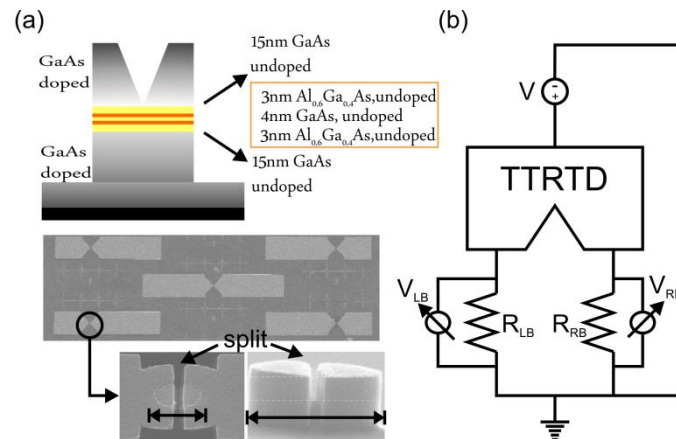 (a)
GaAs
doped
15nm GaAs
undoped
3nm Al0,6Ga0,4As,undoped
4nm GaAs, undoped
3nm Al0,6Ga0,4As,undoped
15nm GaAs
undoped
GaAs
doped
split
(b)
V
-
+
TTRTD
VLB
RLB
RRB